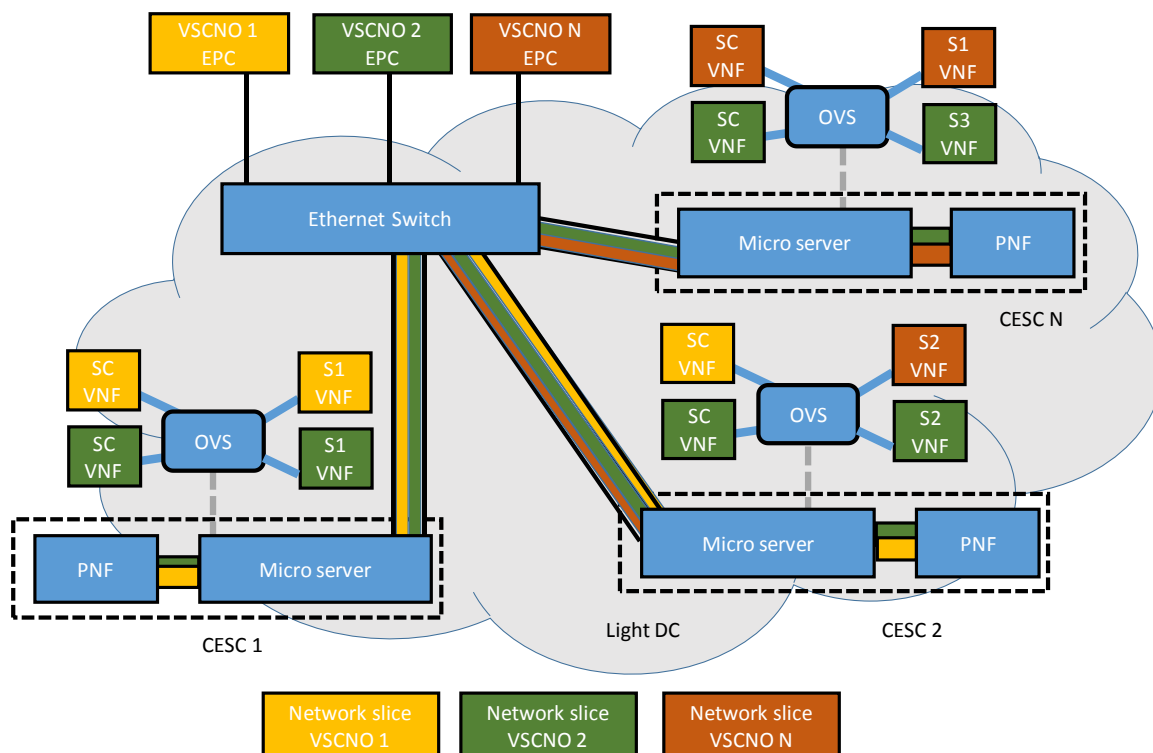 VSCNO 1
EPC
VSCNO 2
EPC
VSCNO N
EPC
SC
VNF
S1
VNF
OVS
SC
VNF
S3
VNF
Ethernet Switch
Micro server
PNF
CESC N
SC
VNF
S2
VNF
OVS
SC
VNF
S2
VNF
SC
VNF
S1
VNF
OVS
SC
VNF
S1
VNF
Micro server
PNF
PNF
Micro server
CESC 1
Light DC
CESC 2
Network slice
VSCNO 1
Network slice
VSCNO 2
Network slice
VSCNO N